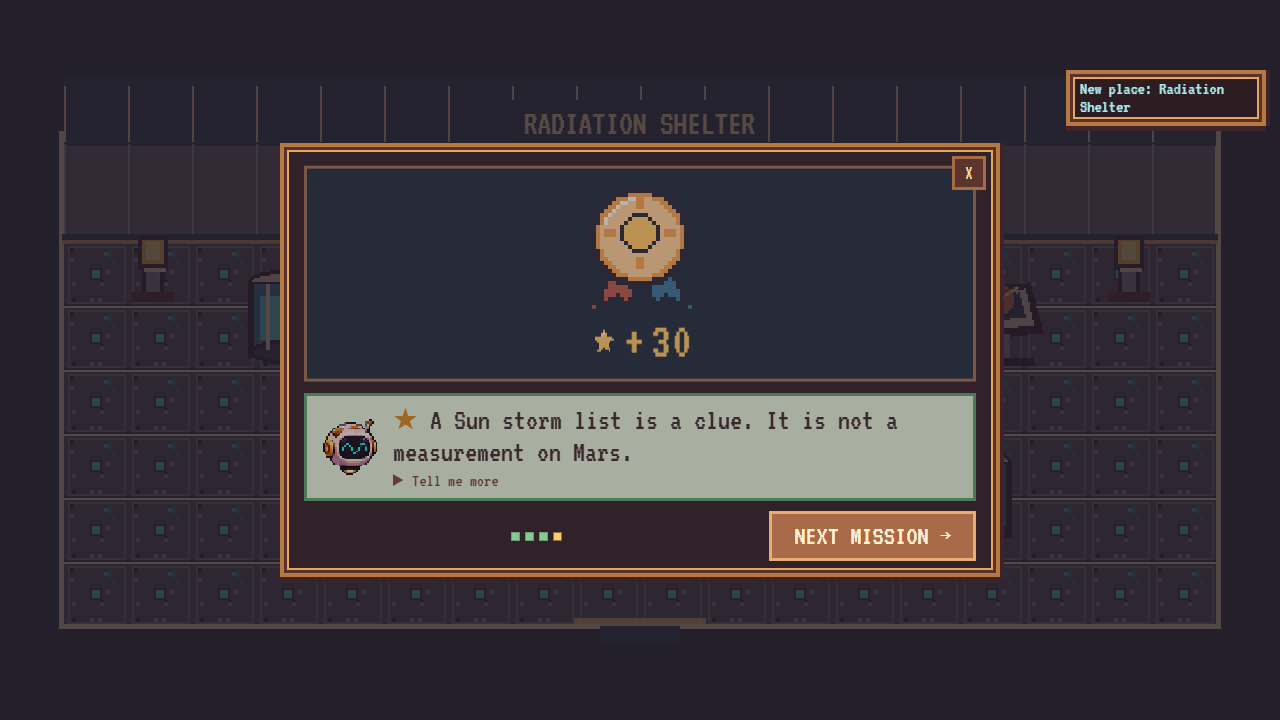 New place: Radiation
Shelter
RADIATION SHELTER
X
★ + 30
★ A Sun storm list is a clue. It is not a
measurement on Mars.
▶ Tell me more
NEXT MISSION →